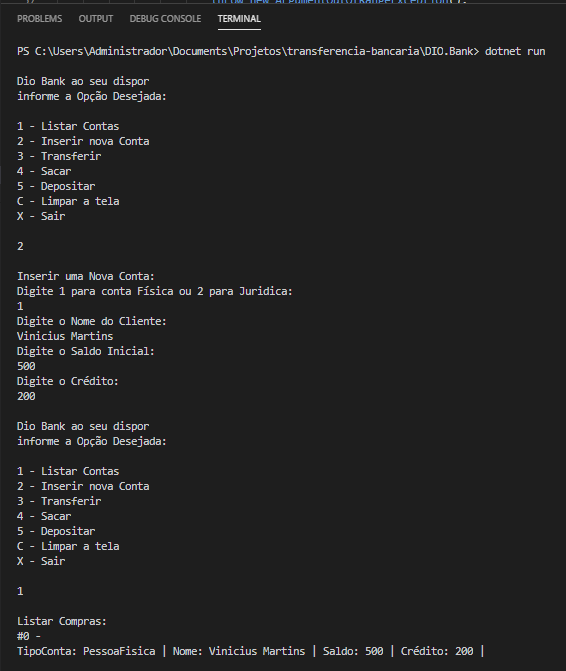 throw new ArgumentOutOfRangeException();
PROBLEMS OUTPUT DEBUG CONSOLE TERMINAL
PS C:\Users\Administrador\Documents\Projetos\transferencia-bancaria\DIO.Bank> dotnet run
Dio Bank ao seu dispor
informe a Opção Desejada:
1 - Listar Contas
2 - Inserir nova Conta
3 - Transferir
4 - Sacar
5 - Depositar
C - Limpar a tela
X - Sair
2
Inserir uma Nova Conta:
Digite 1 para conta Física ou 2 para Juridica:
1
Digite o Nome do Cliente:
Vinicius Martins
Digite o Saldo Inicial:
500
Digite o Crédito:
200
Dio Bank ao seu dispor
informe a Opção Desejada:
1 - Listar Contas
2 - Inserir nova Conta
3 - Transferir
4 - Sacar
5 - Depositar
C - Limpar a tela
X - Sair
1
Listar Compras:
#0 -
TipoConta: PessoaFisica | Nome: Vinicius Martins | Saldo: 500 | Crédito: 200 |